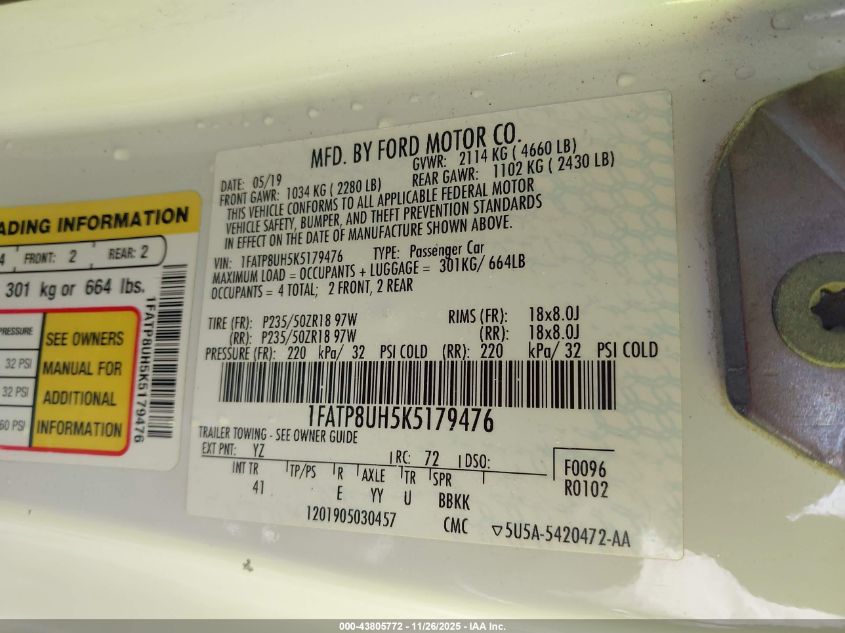 MFD. BY FORD MOTOR CO.
DATE: 05/19 GVWR: 2114 KG ( 4660 LB)
FRONT GAWR: 1034 KG ( 2280 LB) REAR GAWR: 1102 KG ( 2430 LB)
THIS VEHICLE CONFORMS TO ALL APPLICABLE FEDERAL MOTOR
VEHICLE SAFETY, BUMPER, AND THEFT PREVENTION STANDARDS
IN EFFECT ON THE DATE OF MANUFACTURE SHOWN ABOVE.
VIN: 1FATP8UH5K5179476 TYPE: Passenger Car
MAXIMUM LOAD = OCCUPANTS + LUGGAGE = 301KG/ 664LB
OCCUPANTS = 4 TOTAL; 2 FRONT, 2 REAR
TIRE (FR): P235/50ZR18 97W RIMS (FR): 18x8.0J
(RR): P235/50ZR18 97W (RR): 18x8.0J
PRESSURE (FR): 220 kPa/ 32 PSI COLD (RR): 220 kPa/ 32 PSI COLD
1FATP8UH5K5179476
TRAILER TOWING - SEE OWNER GUIDE
EXT PNT: YZ RC: 72 DSO: F0096
INT TR TP/PS R AXLE TR SPR R0102
41 E YY U BBKK
1201905030457 CMC 5U5A-5420472-AA
ADING INFORMATION
4 FRONT: 2 REAR: 2
301 kg or 664 lbs.
PRESSURE
32 PSI
32 PSI
60 PSI
SEE OWNERS
MANUAL FOR
ADDITIONAL
INFORMATION
1FATP8UH5K5179476
000-43805772 - 11/26/2025 - IAA Inc.